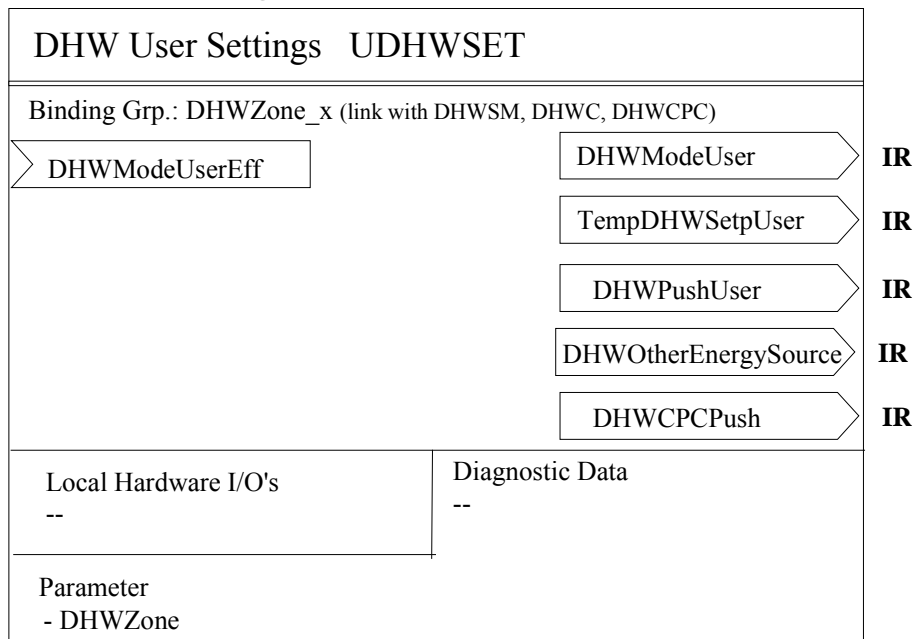 DHW User Settings UDHWSET
Binding Grp.: DHWZone_x (link with DHWSM, DHWC, DHWCPC)
DHWModeUserEff
DHWModeUser IR
TempDHWSetpUser IR
DHWPushUser IR
DHWOtherEnergySource IR
DHWCPCPush IR
Local Hardware I/O's
--
Diagnostic Data
--
Parameter
- DHWZone